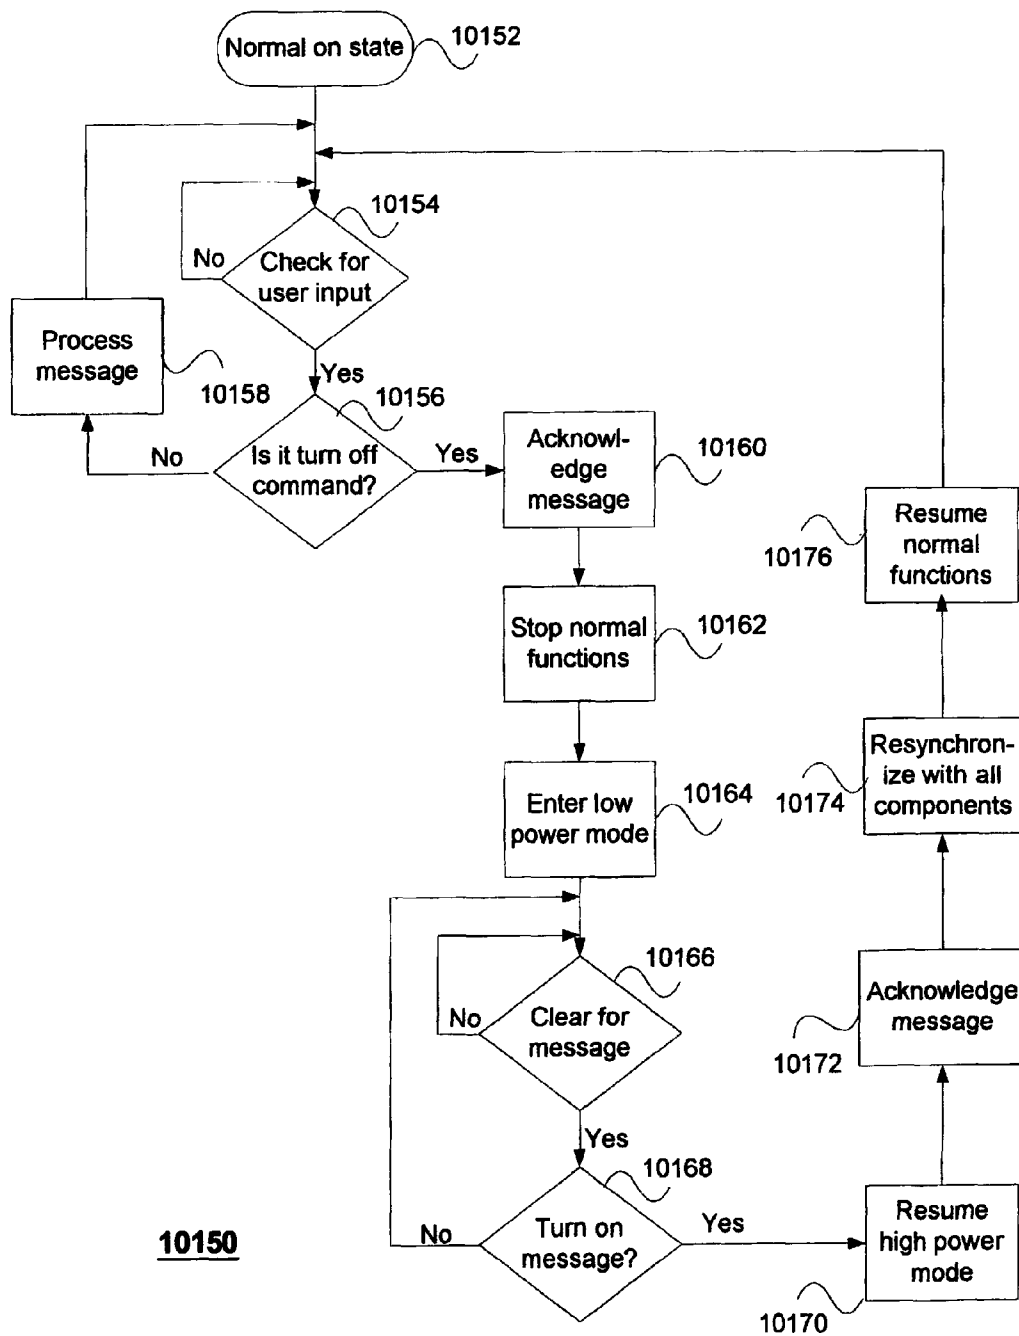 Normal on state
10152
10154
Check for
user input
No
Yes
Process
message
10158
10156
Is it turn off
command?
No
Yes
Acknowl-
edge
message
10160
Stop normal
functions
10162
Enter low
power mode
10164
10166
Clear for
message
No
Yes
10168
Turn on
message?
No
Yes
Resume
high power
mode
10170
Acknowledge
message
10172
Resynchron-
ize with all
components
10174
Resume
normal
functions
10176
10150